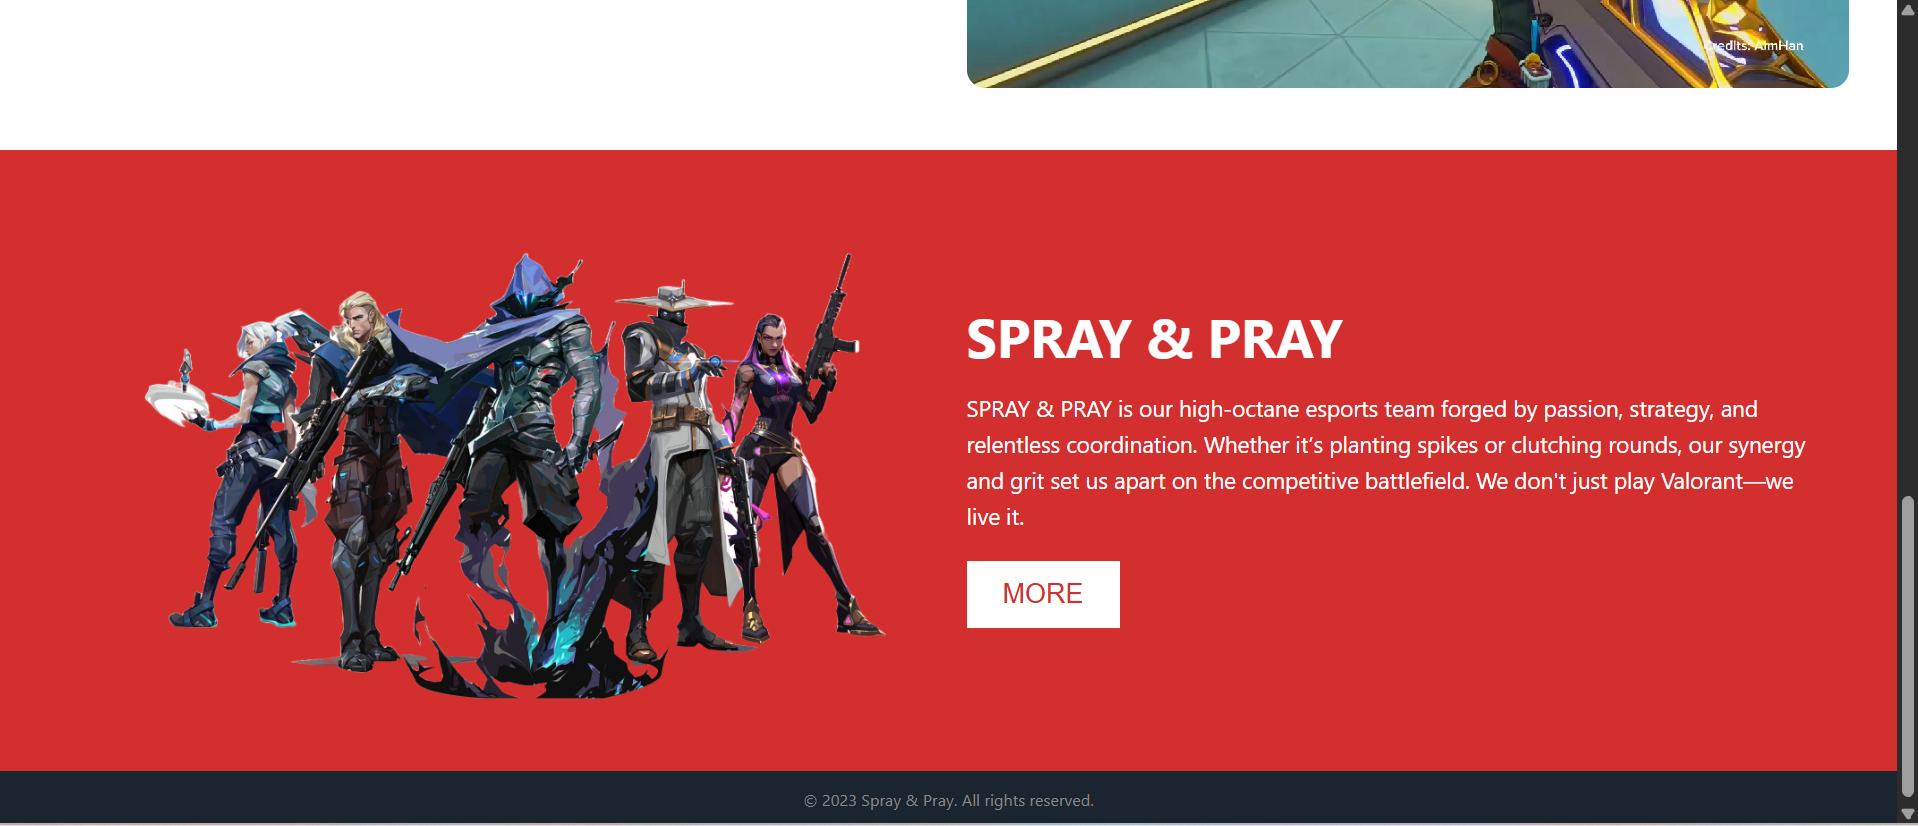 Credits: AimHan
SPRAY & PRAY
SPRAY & PRAY is our high-octane esports team forged by passion, strategy, and
relentless coordination. Whether it’s planting spikes or clutching rounds, our synergy
and grit set us apart on the competitive battlefield. We don't just play Valorant—we
live it.
MORE
© 2023 Spray & Pray. All rights reserved.